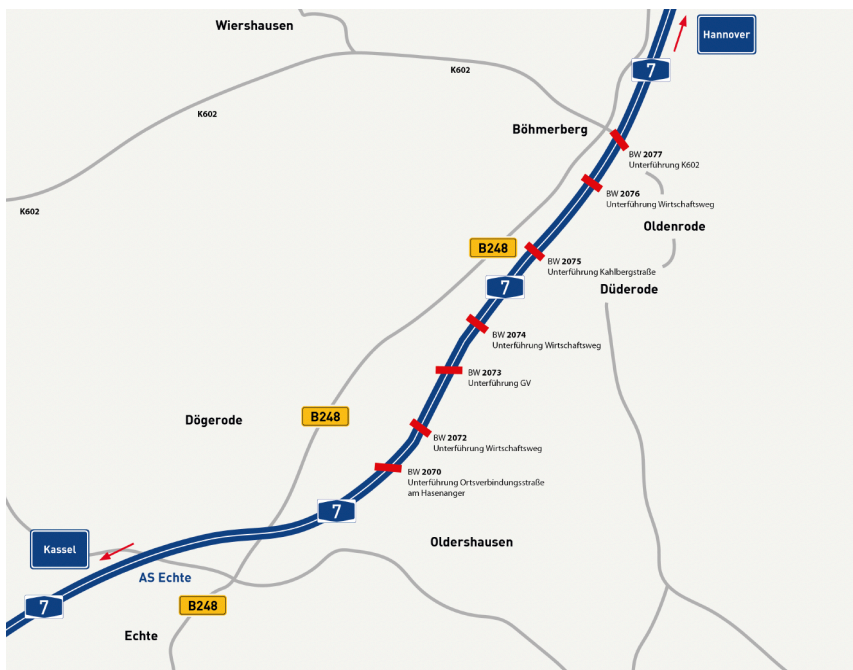 Wiershausen
Hannover
7
K602
K602
Böhmerberg
BW 2077
Unterführung K602
BW 2076
Unterführung Wirtschaftsweg
K602
Oldenrode
B248
BW 2075
Unterführung Kahlbergstraße
7
Düderode
BW 2074
Unterführung Wirtschaftsweg
BW 2073
Unterführung GV
Dögerode
B248
BW 2072
Unterführung Wirtschaftsweg
BW 2070
Unterführung Ortsverbindungsstraße
am Hasenanger
7
Oldershausen
Kassel
AS Echte
7
B248
Echte